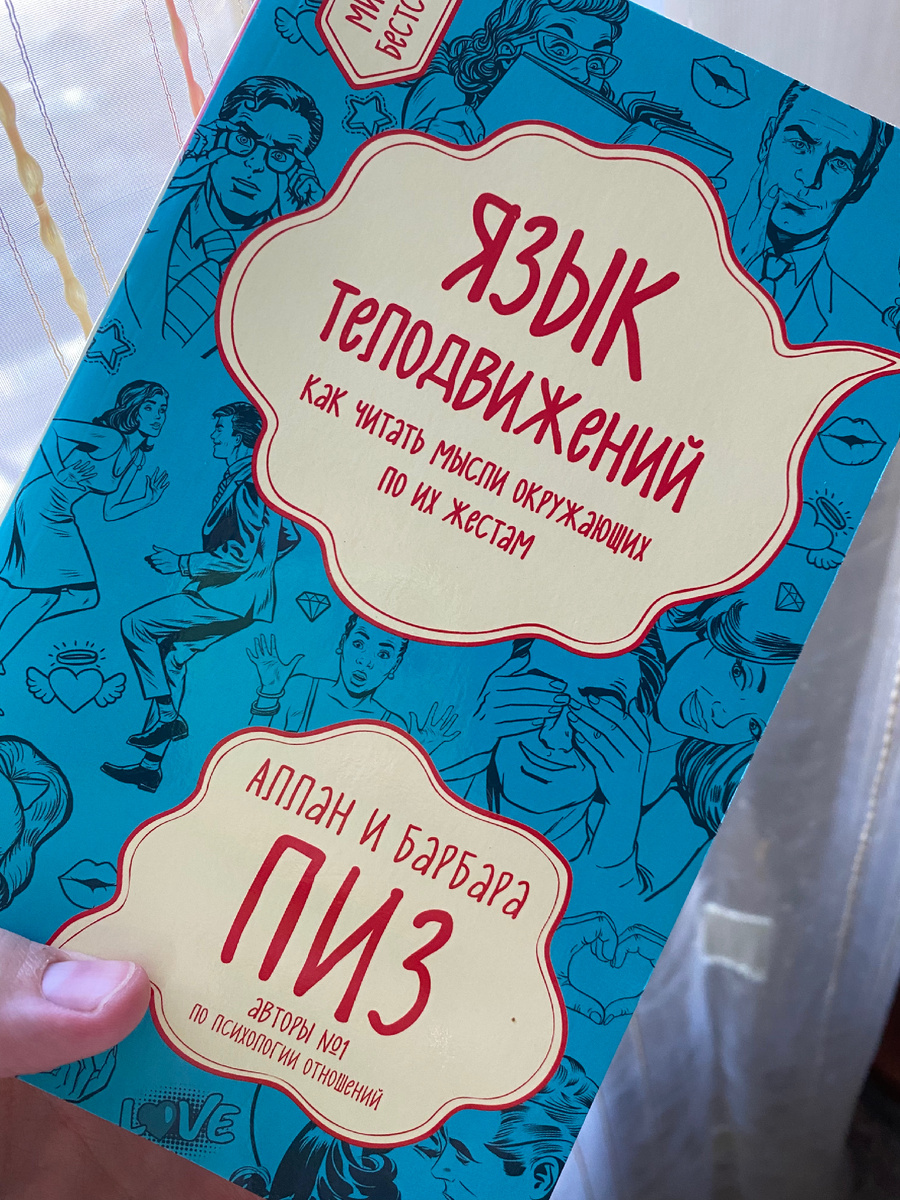 ЯЗЫК
ТЕЛОДВИЖЕНИЙ
КАК ЧИТАТЬ МЫСЛИ ОКРУЖАЮЩИХ
ПО ИХ ЖЕСТАМ
АЛЛАН И БАРБАРА
ПИЗ
АВТОРЫ №1
ПО ПСИХОЛОГИИ ОТНОШЕНИЙ
LOVE